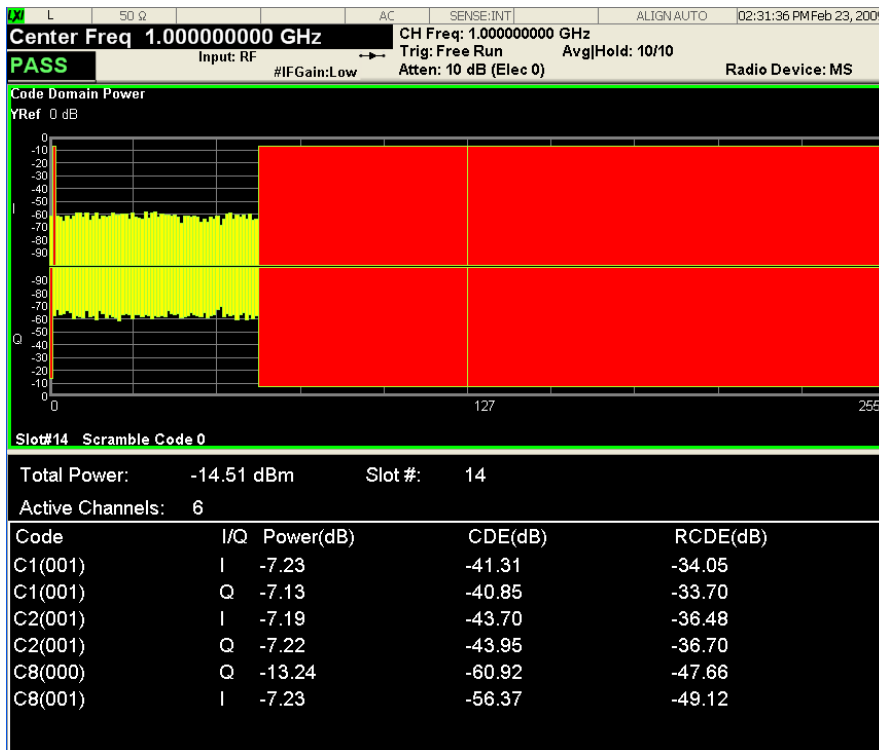 LXI L 50 Ω AC SENSE:INT ALIGN AUTO 02:31:36 PM Feb 23, 200
Center Freq 1.000000000 GHz
CH Freq: 1.000000000 GHz
Input: RF Trig: Free Run Avg|Hold: 10/10
PASS #IFGain:Low Atten: 10 dB (Elec 0) Radio Device: MS
Code Domain Power
YRef 0 dB
0
-10
-20
-30
-40
-50
I -60
-70
-80
-90
-90
-80
-70
-60
-50
Q -40
-30
-20
-10
0
0 127 255
Slot#14 Scramble Code 0
Total Power: -14.51 dBm Slot #: 14
Active Channels: 6
Code I/Q Power(dB) CDE(dB) RCDE(dB)
C1(001) I -7.23 -41.31 -34.05
C1(001) Q -7.13 -40.85 -33.70
C2(001) I -7.19 -43.70 -36.48
C2(001) Q -7.22 -43.95 -36.70
C8(000) Q -13.24 -60.92 -47.66
C8(001) I -7.23 -56.37 -49.12